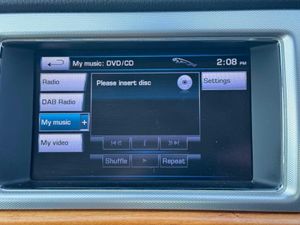 My music: DVD/CD
2:08 PM
Radio
Please insert disc
Settings
DAB Radio
My music +
My video
Shuffle
Repeat